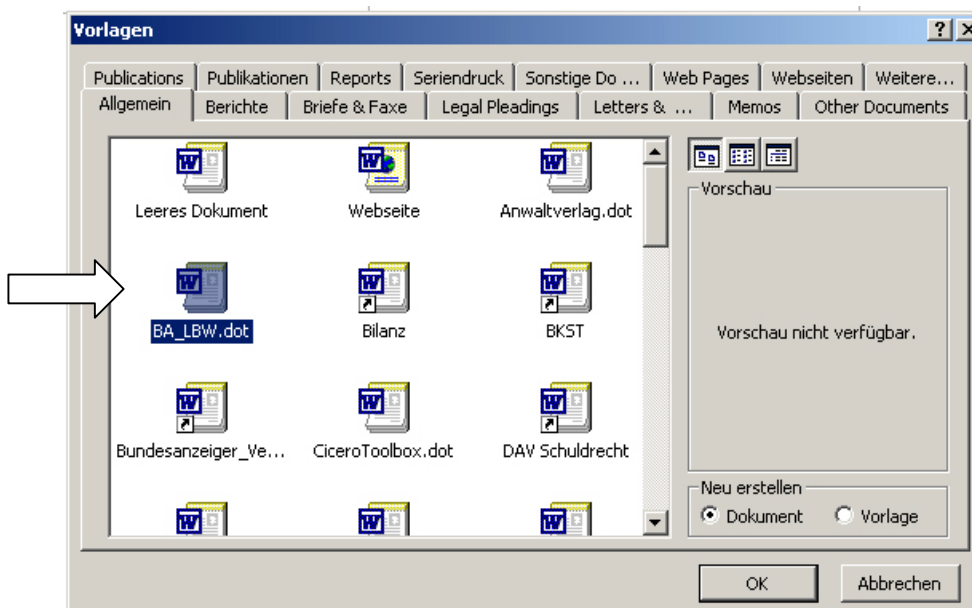 Vorlagen
Publications Publikationen Reports Seriendruck Sonstige Do ... Web Pages Webseiten Weitere...
Allgemein Berichte Briefe & Faxe Legal Pleadings Letters & ... Memos Other Documents
Leeres Dokument Webseite Anwaltverlag.dot
Vorschau
BA_LBW.dot Bilanz BKST
Vorschau nicht verfügbar.
Bundesanzeiger_Ve... CiceroToolbox.dot DAV Schuldrecht
Neu erstellen
Dokument Vorlage
OK Abbrechen